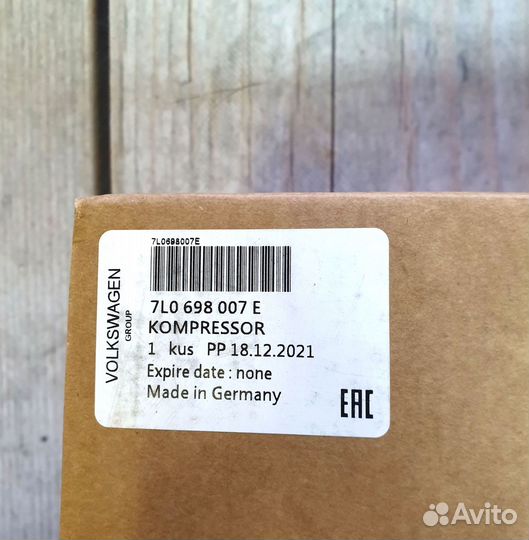 7L0698007E
7L0 698 007 E
KOMPRESSOR
1 kus PP 18.12.2021
Expire date : none
Made in Germany
VOLKSWAGEN
GROUP
EAC
Avito